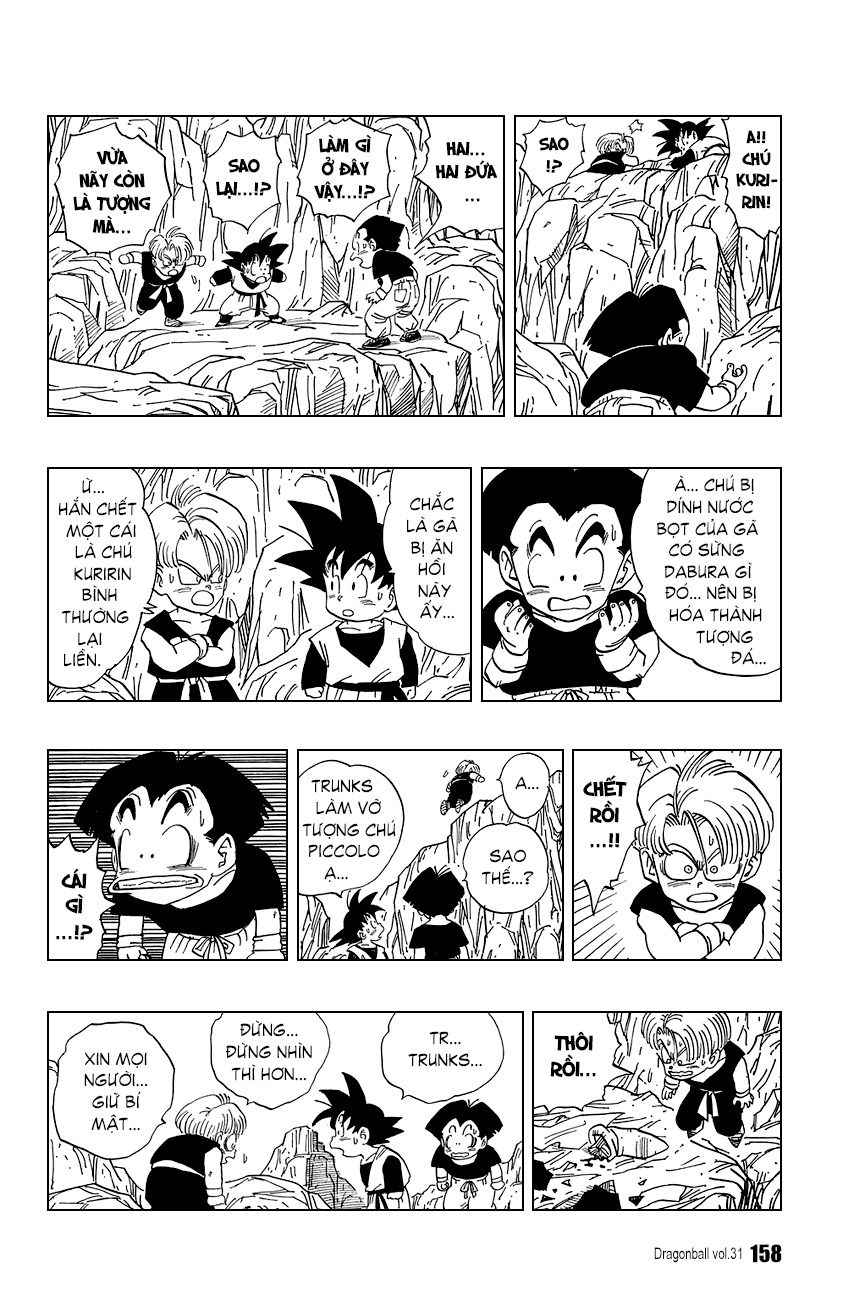 A!!
CHÚ
KURI-
RIN!
SAO
!?
HAI...
HAI ĐỨA
...
LÀM GÌ
Ở ĐÂY
VẬY...!?
SAO
LẠI...!?
VỪA
NÃY CÒN
LÀ TƯỢNG
MÀ...
À... CHÚ BỊ
DÍNH NƯỚC
BỌT CỦA GÃ
CÓ SỪNG
DABURA GÌ
ĐÓ... NÊN BỊ
HÓA THÀNH
TƯỢNG
ĐÁ...
CHẮC
LÀ GÃ
BỊ ĂN
HỒI
NÃY
ẤY...
Ừ...
HẮN CHẾT
MỘT CÁI
LÀ CHÚ
KURIRIN
BÌNH
THƯỜNG
LẠI
LIỀN.
CHẾT
RỒI
...!!
A...
SAO
THẾ...?
TRUNKS
LÀM VỠ
TƯỢNG CHÚ
PICCOLO
Ạ...
CÁI
GÌ
...!?
THÔI
RỒI...
TR...
TRUNKS...
ĐỪNG...
ĐỪNG NHÌN
THÌ HƠN...
XIN MỌI
NGƯỜI...
GIỮ BÍ
MẬT...
Dragonball vol.31 158